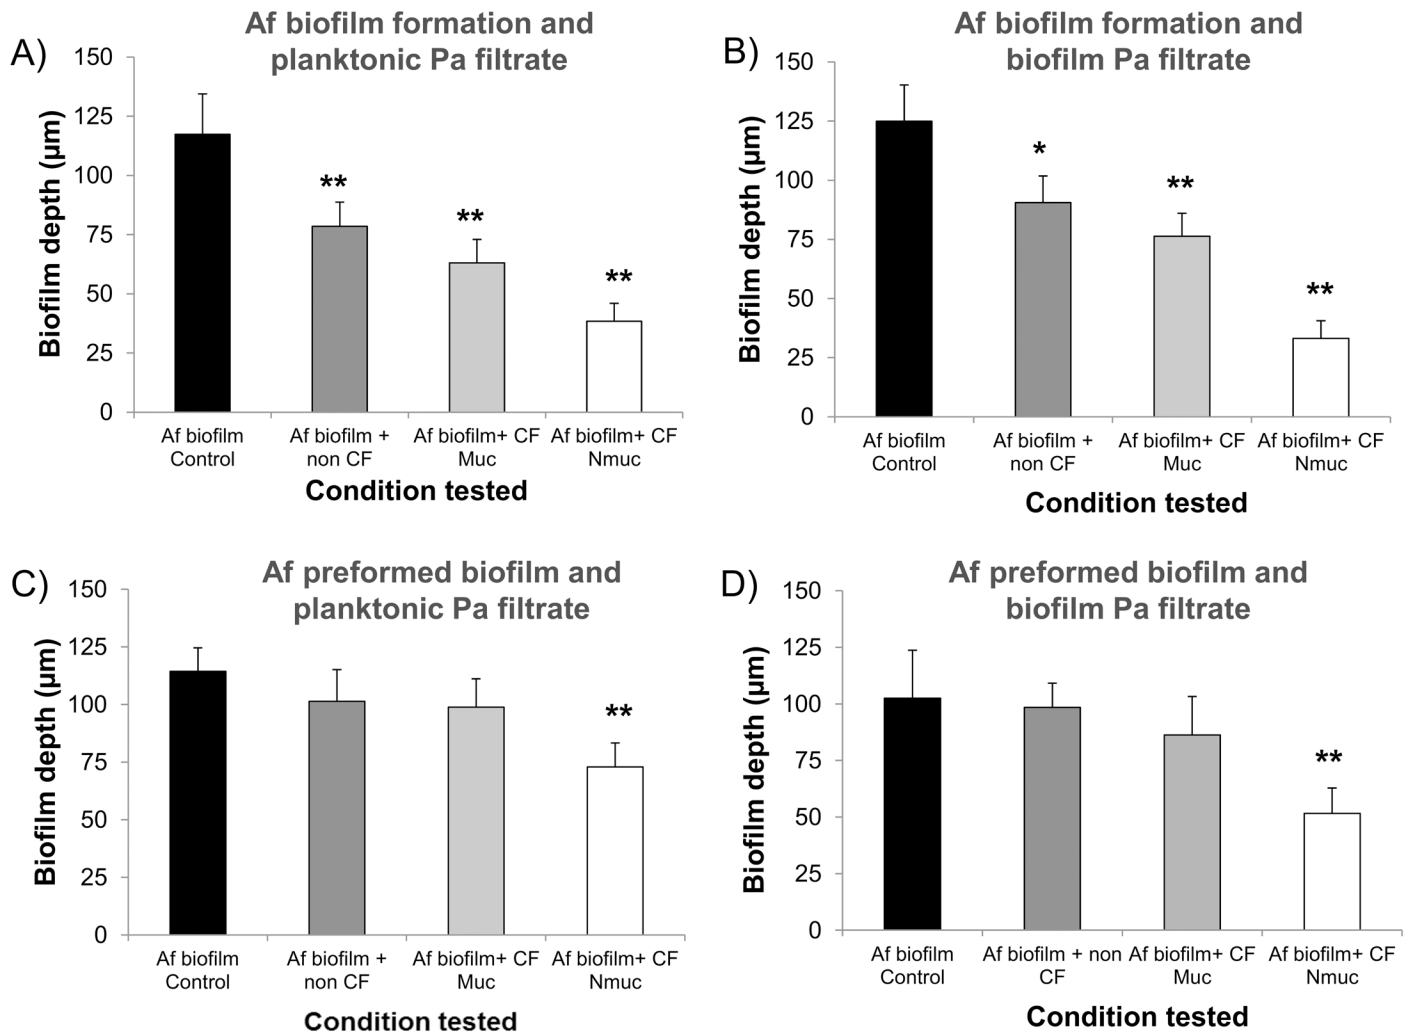 A)
Af biofilm formation and
planktonic Pa filtrate
Biofilm depth (µm)
150
125
100
75
50
25
0
**
**
**
Af biofilm
Control
Af biofilm +
non CF
Af biofilm+ CF
Muc
Af biofilm+ CF
Nmuc
Condition tested
B)
Af biofilm formation and
biofilm Pa filtrate
Biofilm depth (µm)
150
125
100
75
50
25
0
*
**
**
Af biofilm
Control
Af biofilm +
non CF
Af biofilm+ CF
Muc
Af biofilm+ CF
Nmuc
Condition tested
C)
Af preformed biofilm and
planktonic Pa filtrate
Biofilm depth (µm)
150
125
100
75
50
25
0
**
Af biofilm
Control
Af biofilm +
non CF
Af biofilm+ CF
Muc
Af biofilm+ CF
Nmuc
Condition tested
D)
Af preformed biofilm and
biofilm Pa filtrate
Biofilm depth (µm)
150
125
100
75
50
25
0
**
Af biofilm
Control
Af biofilm + non
CF
Af biofilm+ CF
Muc
Af biofilm+ CF
Nmuc
Condition tested